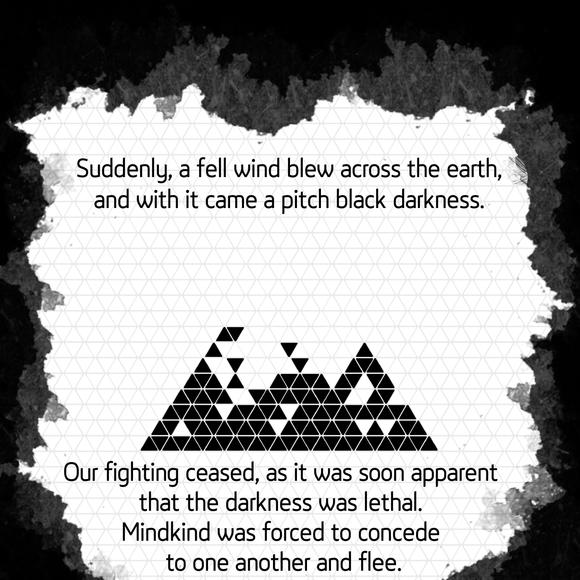 Suddenly, a fell wind blew across the earth,
and with it came a pitch black darkness.
Our fighting ceased, as it was soon apparent
that the darkness was lethal.
Mindkind was forced to concede
to one another and flee.